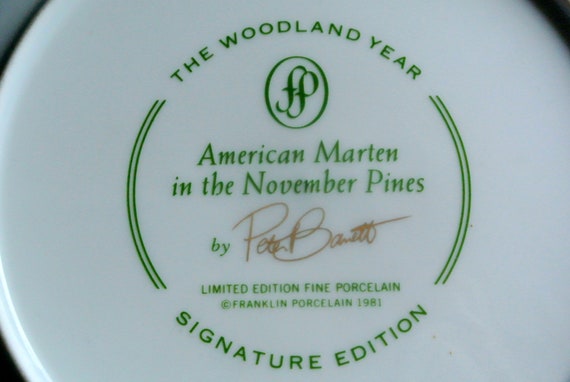 THE WOODLAND YEAR
fp
American Marten
in the November Pines
by Peter Barrett
LIMITED EDITION FINE PORCELAIN
©FRANKLIN PORCELAIN 1981
SIGNATURE EDITION